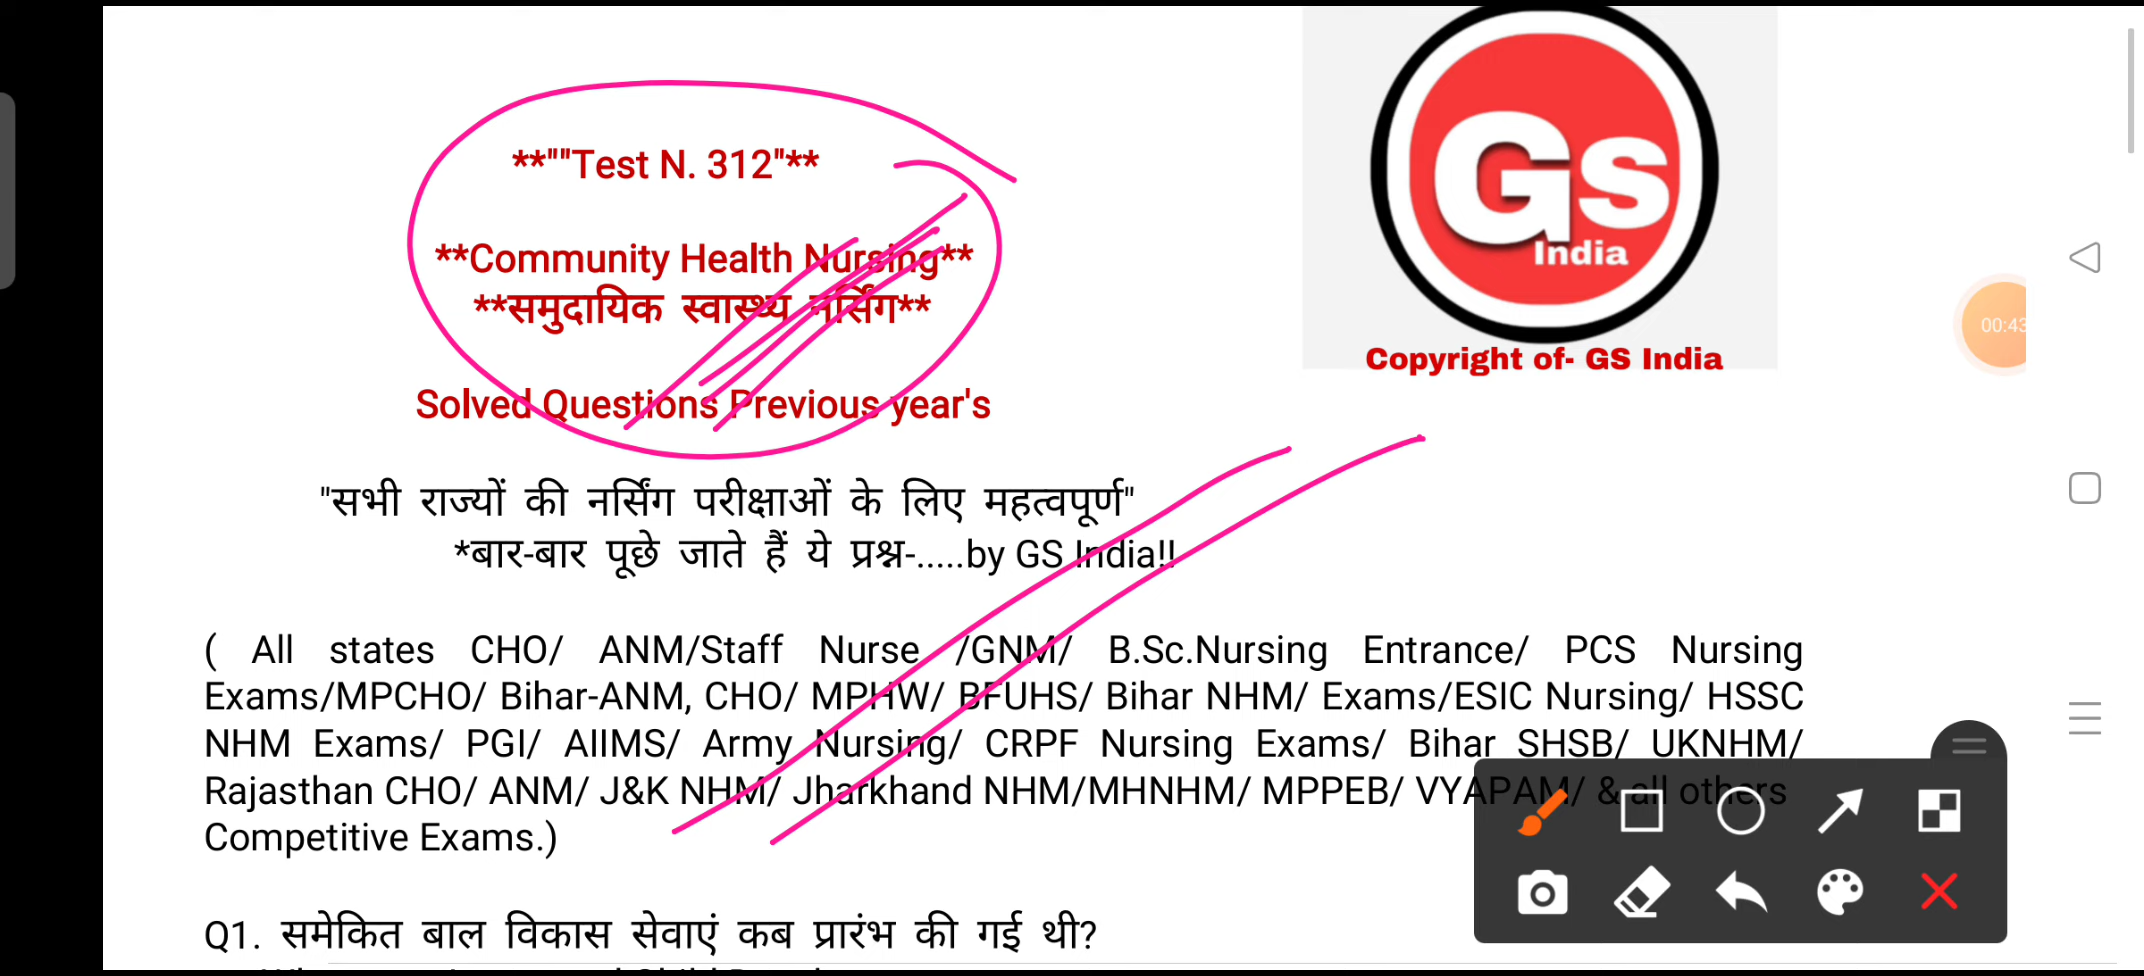 **""Test N. 312"**
**Community Health Nursing**
**समुदायिक स्वास्थ्य नर्सिंग**
Solved Questions Previous year's
Gs
India
Copyright of- GS India
00:43
"सभी राज्यों की नर्सिंग परीक्षाओं के लिए महत्वपूर्ण"
*बार-बार पूछे जाते हैं ये प्रश्न-.....by GS India!!
( All states CHO/ ANM/Staff Nurse /GNM/ B.Sc.Nursing Entrance/ PCS Nursing
Exams/MPCHO/ Bihar-ANM, CHO/ MPHW/ BFUHS/ Bihar NHM/ Exams/ESIC Nursing/ HSSC
NHM Exams/ PGI/ AIIMS/ Army Nursing/ CRPF Nursing Exams/ Bihar SHSB/ UKNHM/
Rajasthan CHO/ ANM/ J&K NHM/ Jharkhand NHM/MHNHM/ MPPEB/ VYAPAM/ & all others
Competitive Exams.)
Q1. समेकित बाल विकास सेवाएं कब प्रारंभ की गई थी?